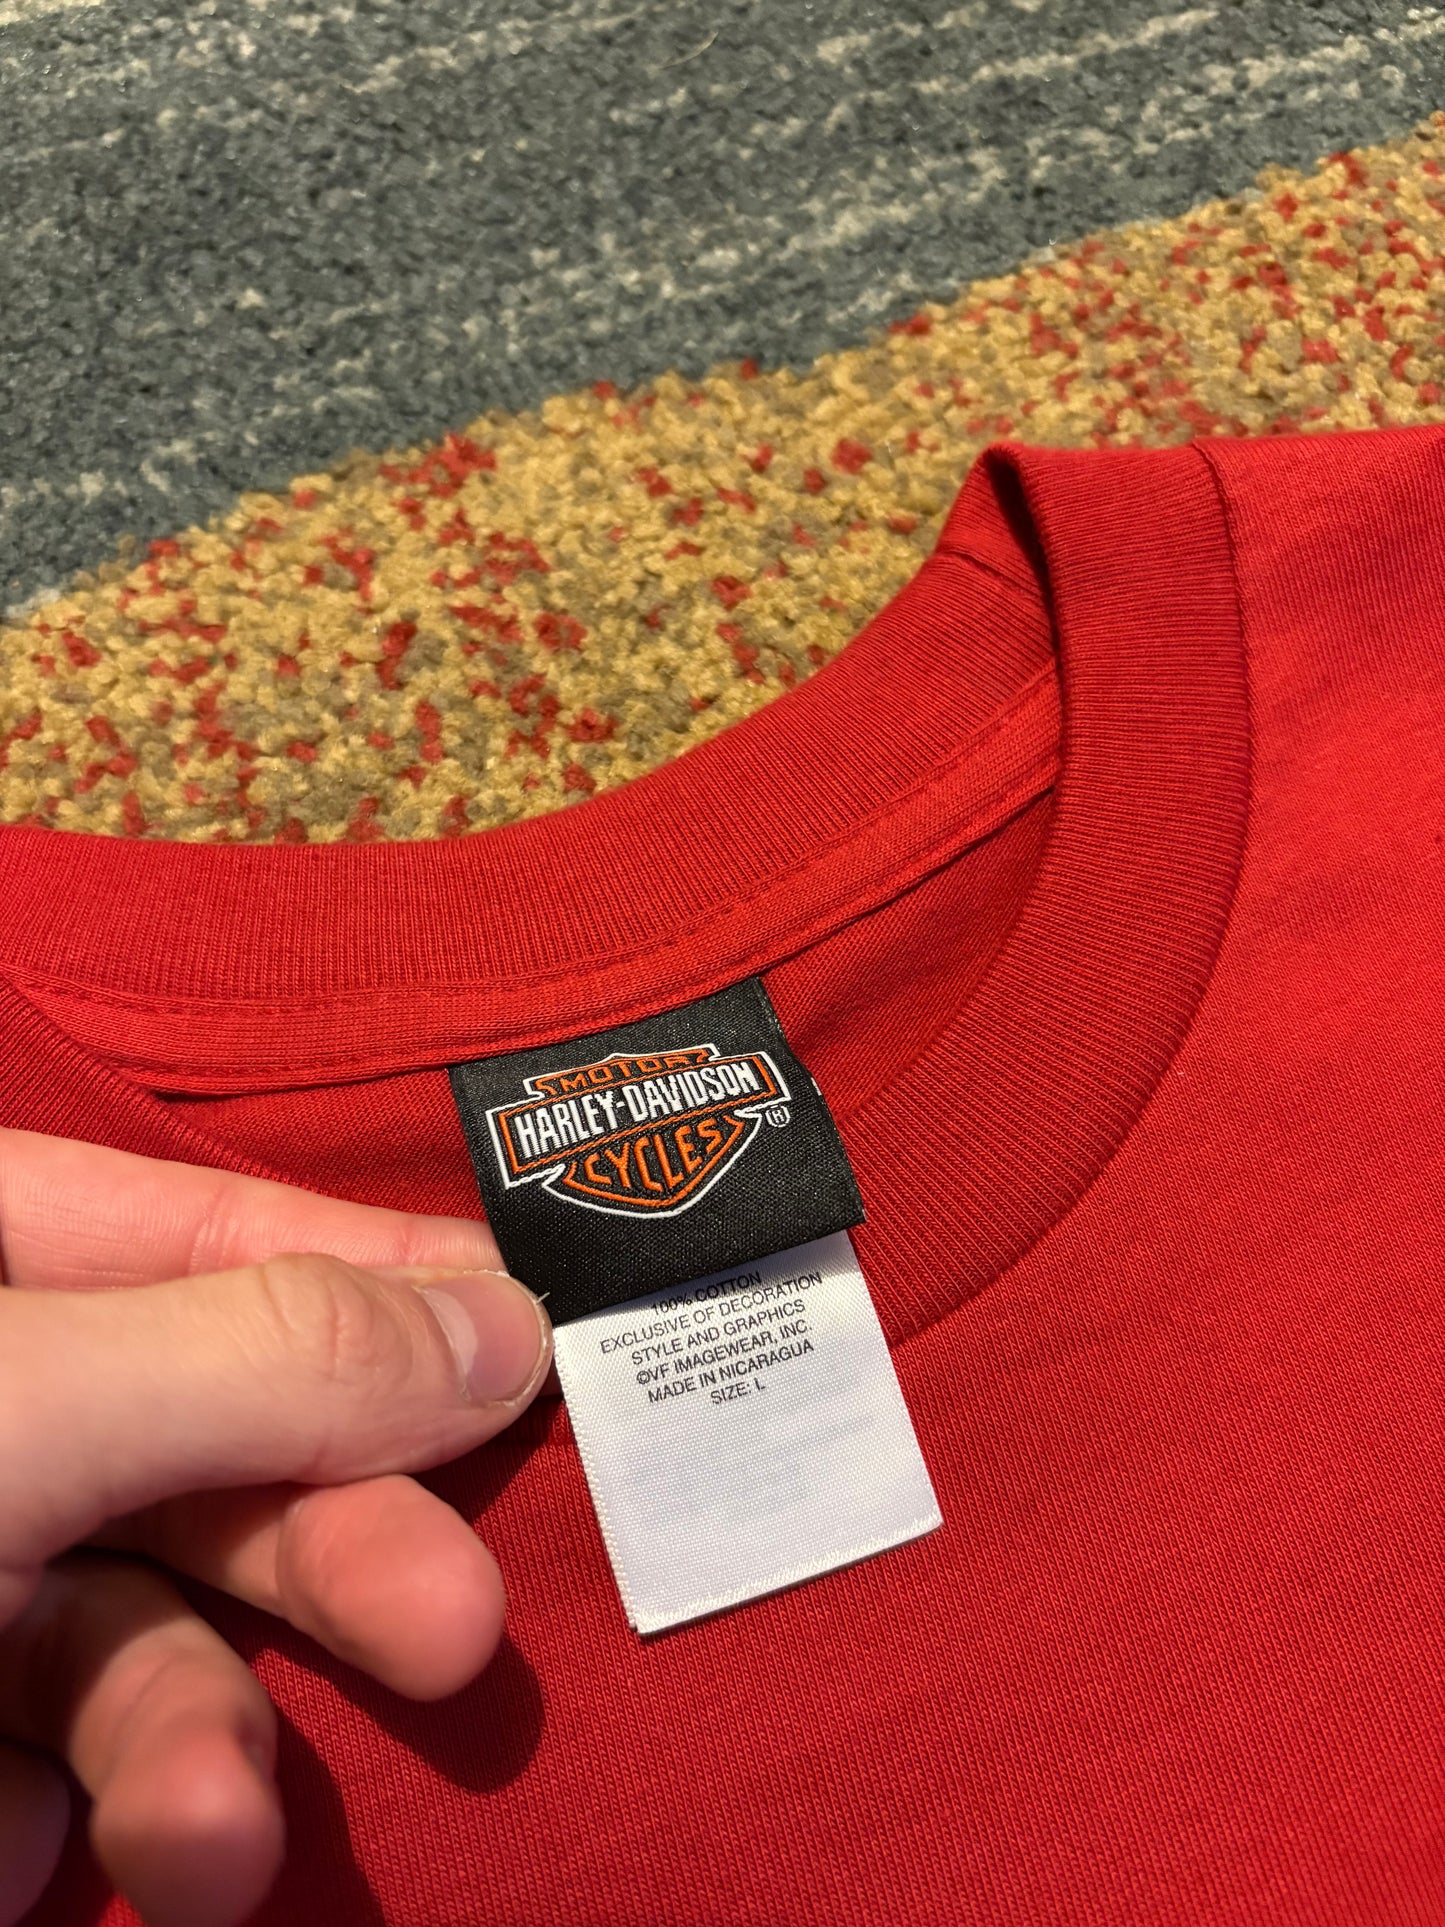 MOTOR
HARLEY-DAVIDSON
CYCLES
®
100% COTTON
EXCLUSIVE OF DECORATION
STYLE AND GRAPHICS
©VF IMAGEWEAR, INC.
MADE IN NICARAGUA
SIZE: L